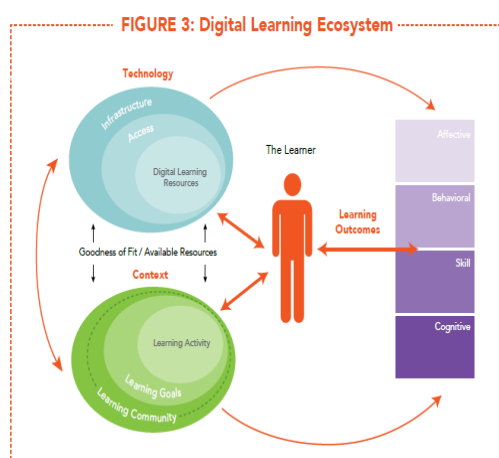 FIGURE 3: Digital Learning Ecosystem
Technology
Infrastructure
Access
Digital Learning
Resources
The Learner
Affective
Behavioral
Learning
Outcomes
Skill
Cognitive
Goodness of Fit / Available Resources
Context
Learning Activity
Learning Goals
Learning Community